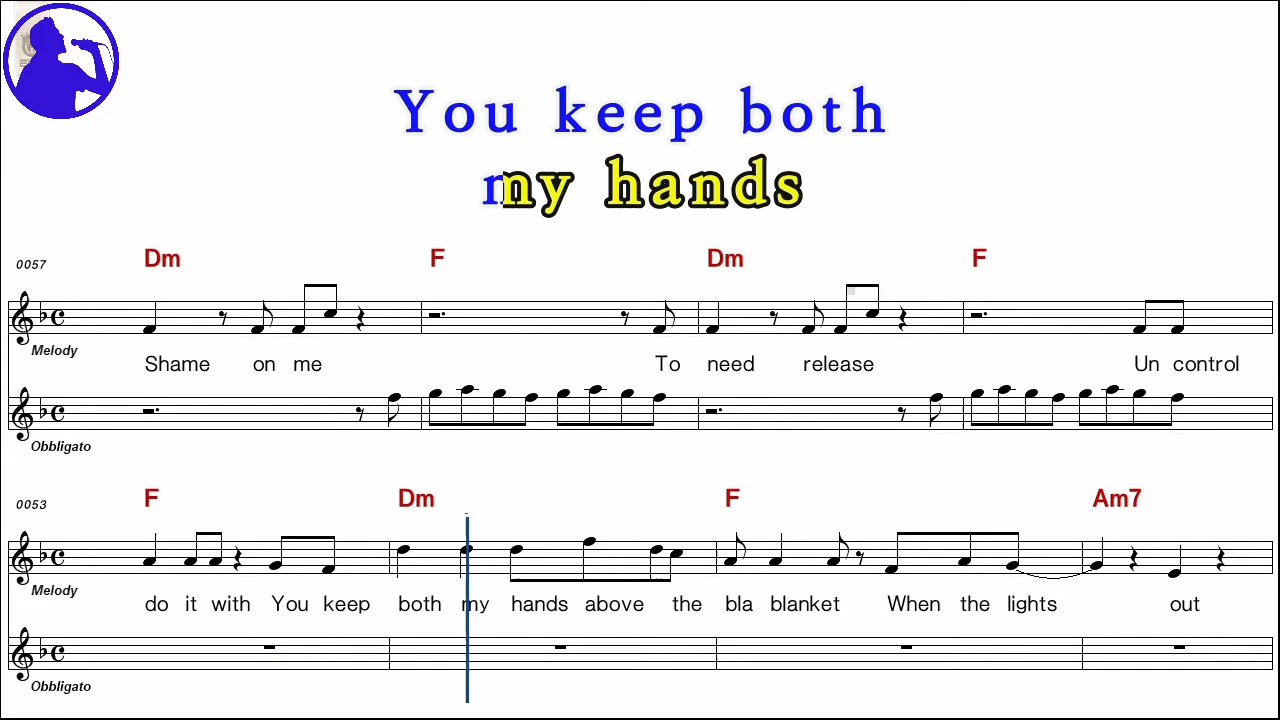 You keep both
my hands
0057
Dm F Dm F
Melody
Shame on me To need release Un control
Obbligato
0053
F Dm F Am7
Melody
do it with You keep both my hands above the bla blanket When the lights out
Obbligato